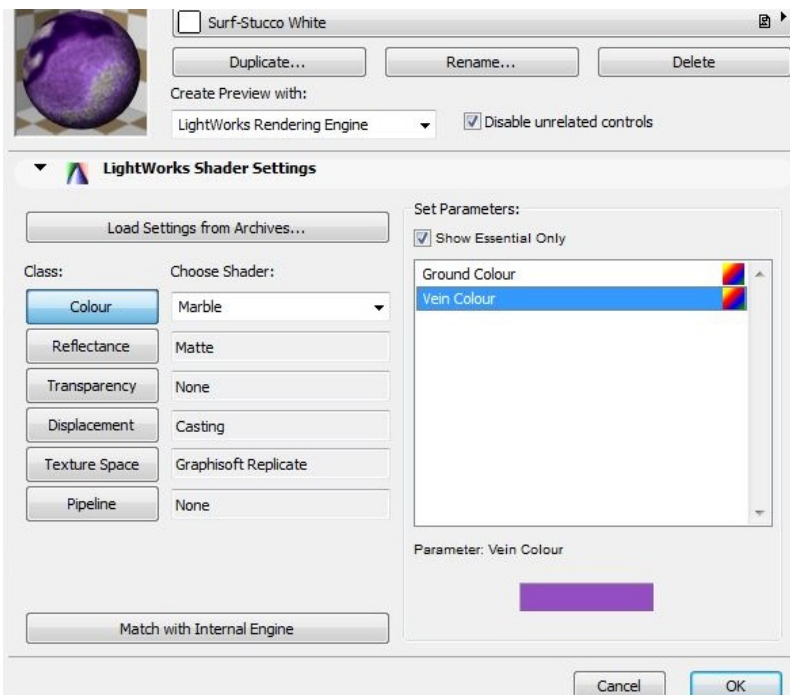 Surf-Stucco White
Duplicate... Rename... Delete
Create Preview with:
LightWorks Rendering Engine Disable unrelated controls
LightWorks Shader Settings
Load Settings from Archives...
Set Parameters:
Show Essential Only
Class: Choose Shader:
Ground Colour
Vein Colour
Colour Marble
Reflectance Matte
Transparency None
Displacement Casting
Texture Space Graphisoft Replicate
Pipeline None
Parameter: Vein Colour
Match with Internal Engine
Cancel OK